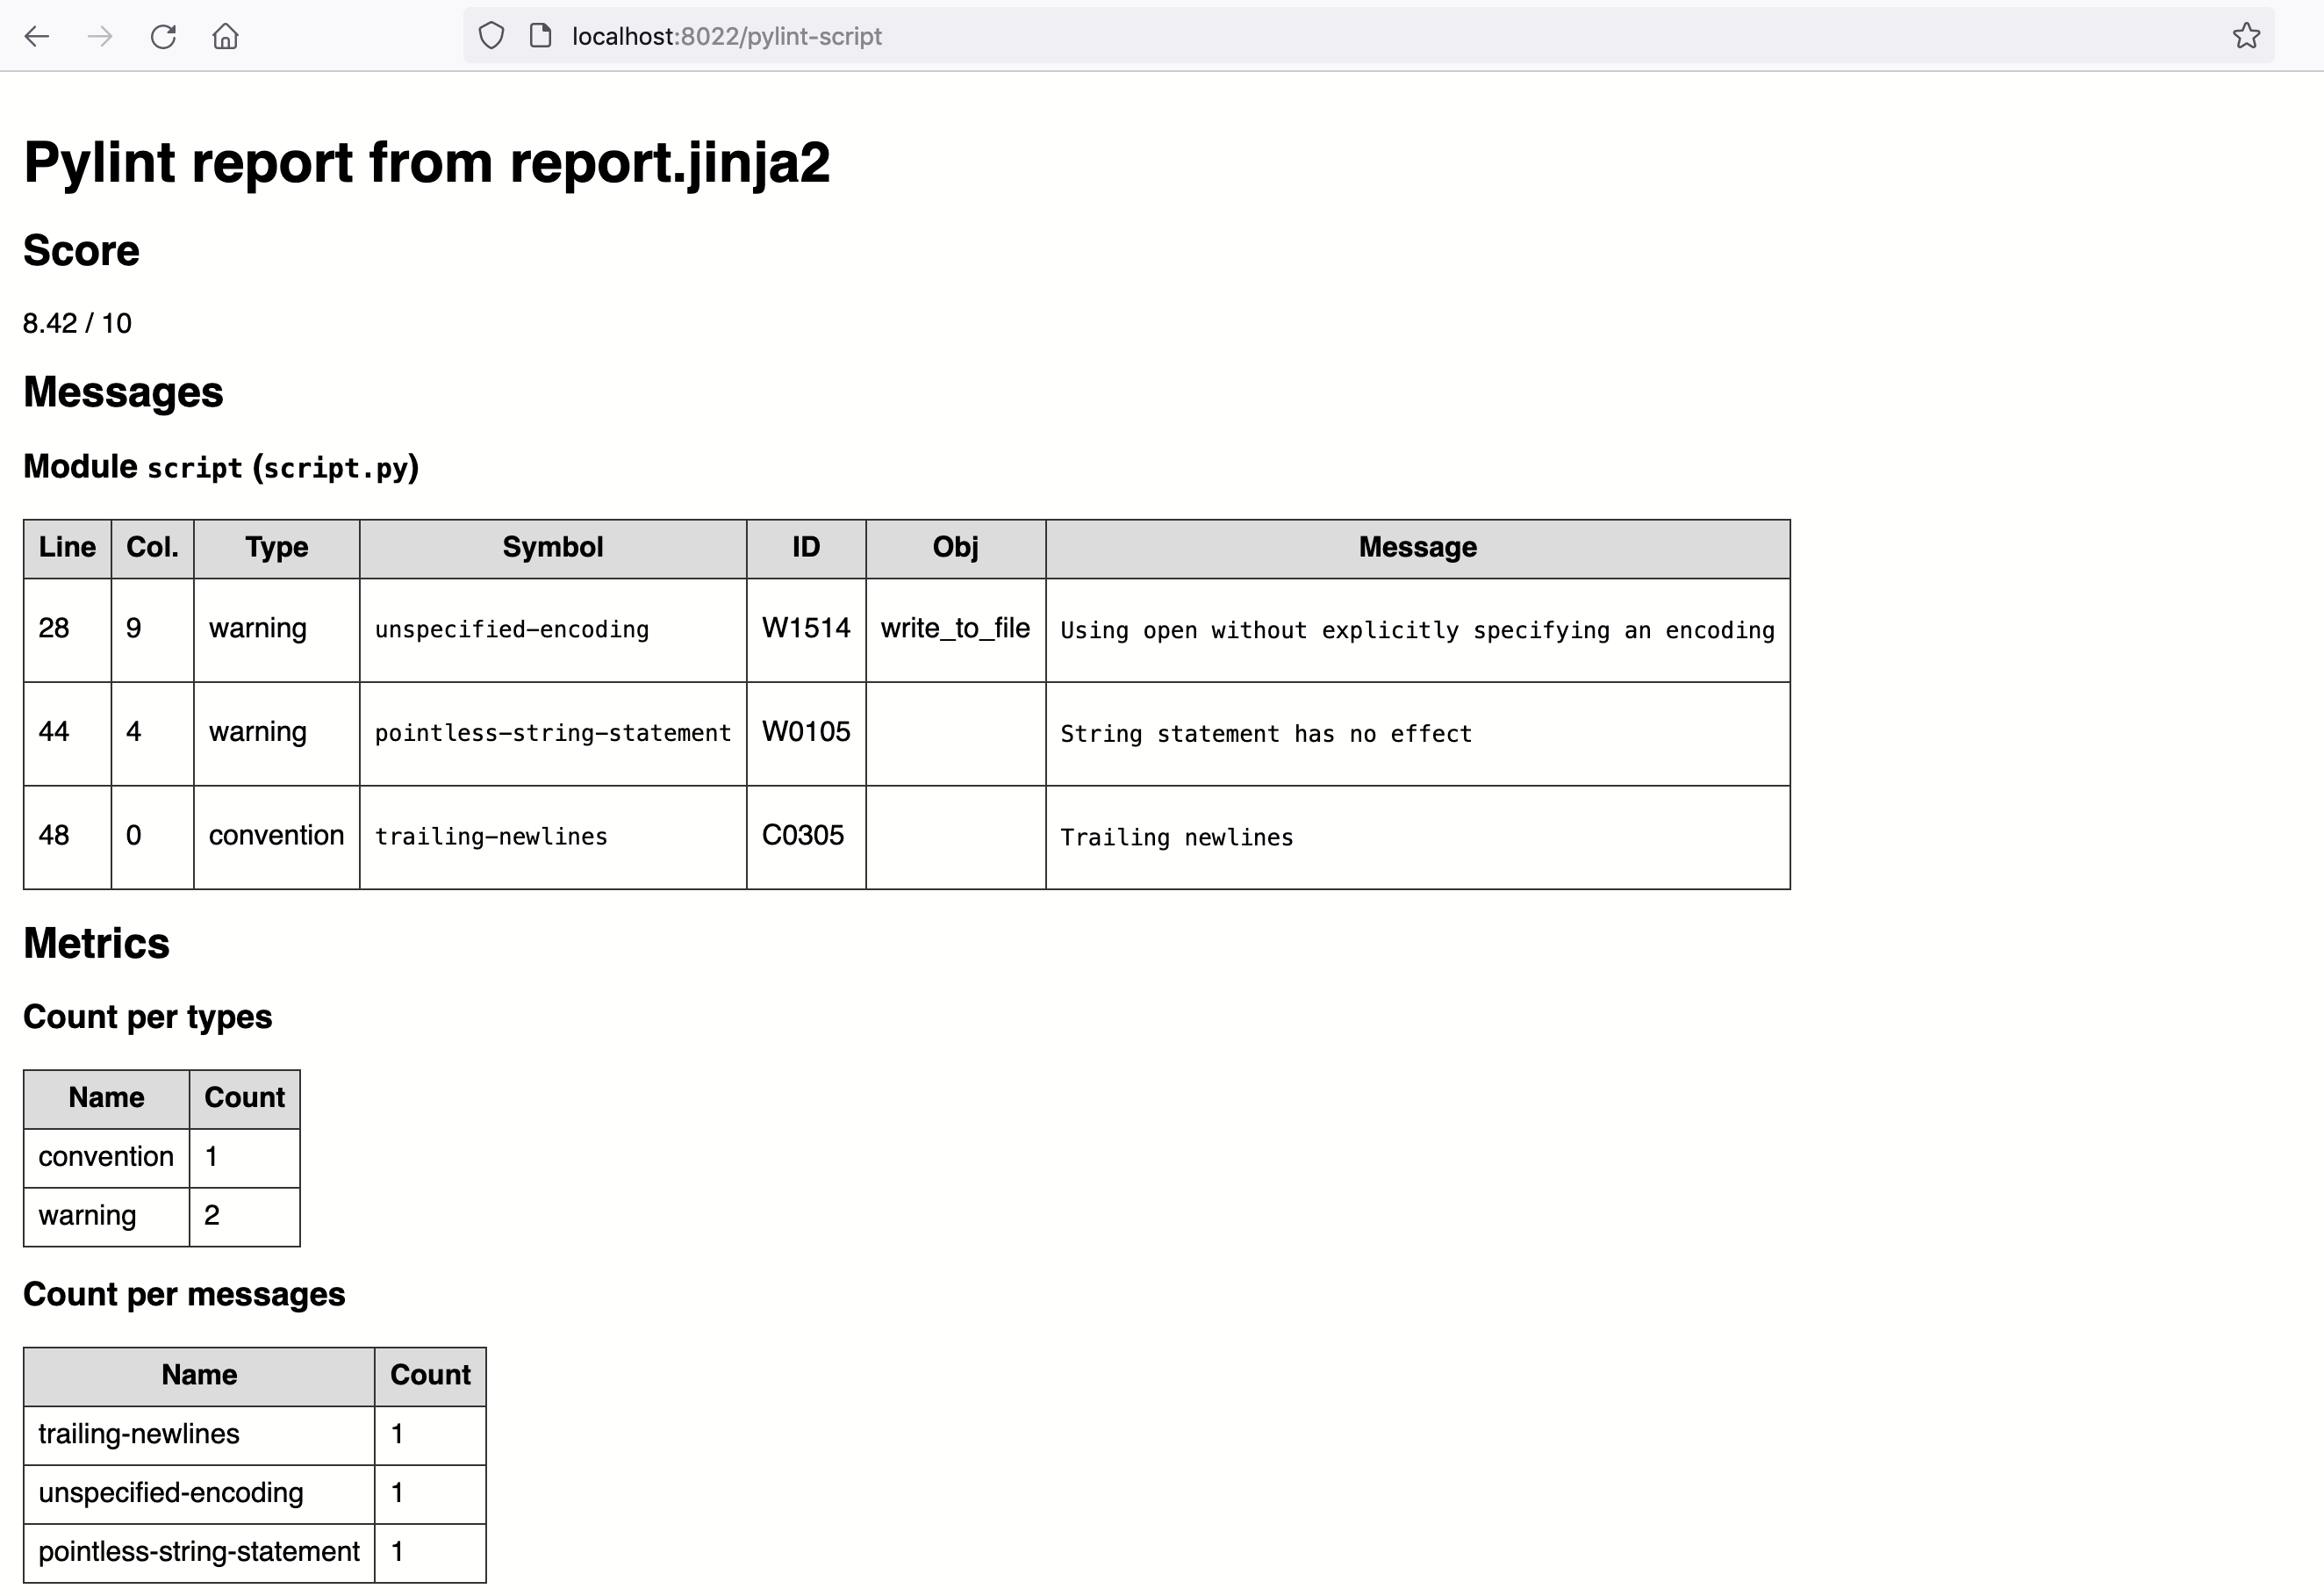 localhost:8022/pylint-script
Pylint report from report.jinja2
Score
8.42 / 10
Messages
Module script (script.py)
Line Col. Type Symbol ID Obj Message
28 9 warning unspecified-encoding W1514 write_to_file Using open without explicitly specifying an encoding
44 4 warning pointless-string-statement W0105 String statement has no effect
48 0 convention trailing-newlines C0305 Trailing newlines
Metrics
Count per types
Name Count
convention 1
warning 2
Count per messages
Name Count
trailing-newlines 1
unspecified-encoding 1
pointless-string-statement 1